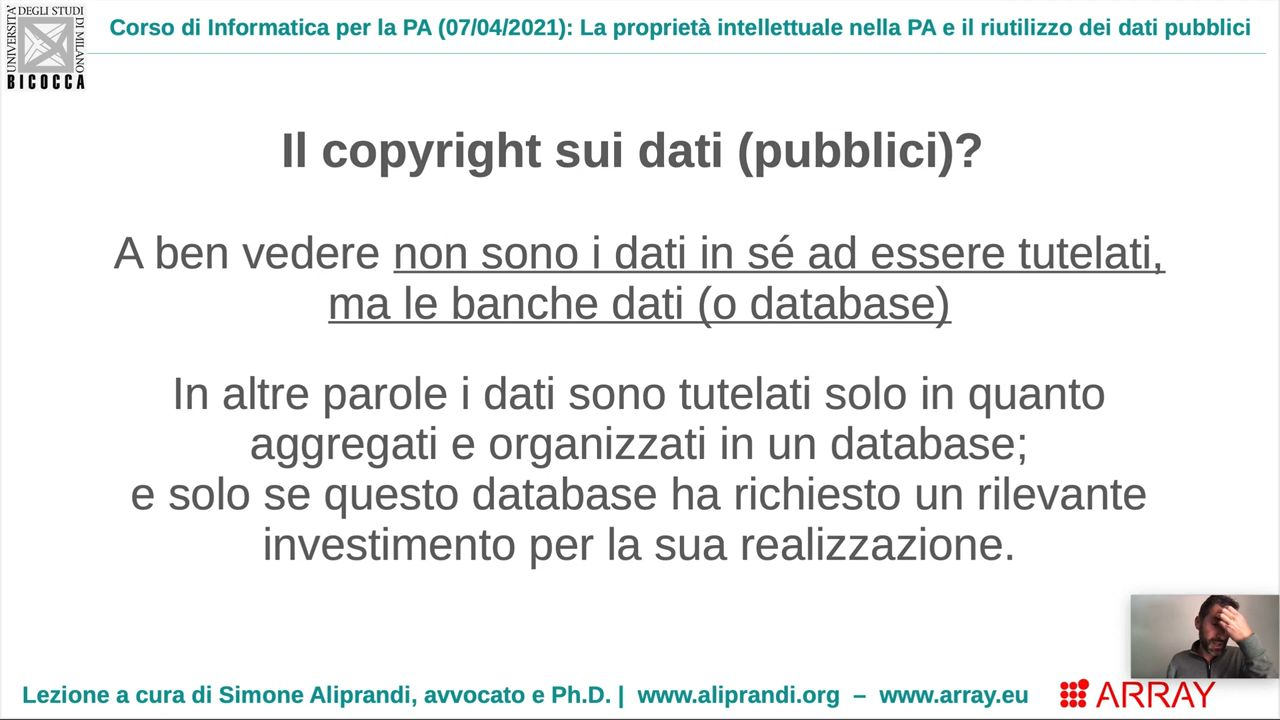 UNIVERSITA' DEGLI STUDI DI MILANO
BICOCCA
Corso di Informatica per la PA (07/04/2021): La proprietà intellettuale nella PA e il riutilizzo dei dati pubblici
Il copyright sui dati (pubblici)?
A ben vedere non sono i dati in sé ad essere tutelati,
ma le banche dati (o database)
In altre parole i dati sono tutelati solo in quanto
aggregati e organizzati in un database;
e solo se questo database ha richiesto un rilevante
investimento per la sua realizzazione.
Lezione a cura di Simone Aliprandi, avvocato e Ph.D. | www.aliprandi.org – www.array.eu
ARRAY